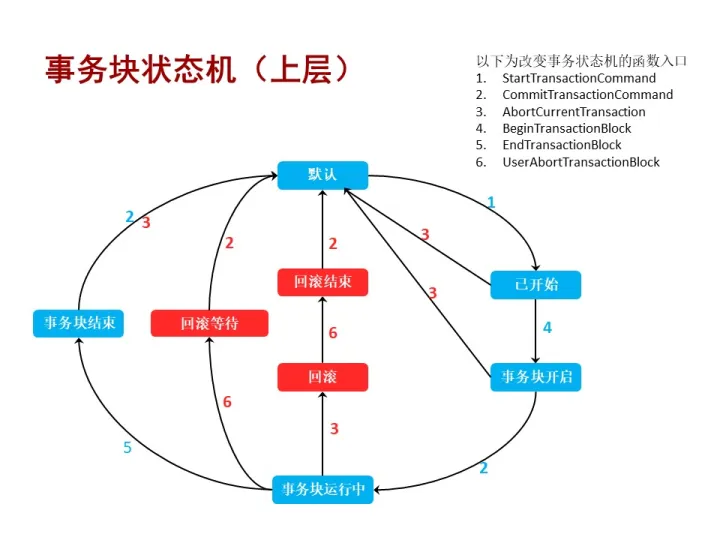 事务块状态机（上层）
以下为改变事务状态机的函数入口
1. StartTransactionCommand
2. CommitTransactionCommand
3. AbortCurrentTransaction
4. BeginTransactionBlock
5. EndTransactionBlock
6. UserAbortTransactionBlock
默认
1
2
3
2
2
3
回滚结束
已开始
3
事务块结束
回滚等待
6
4
回滚
事务块开启
6
3
5
2
事务块运行中